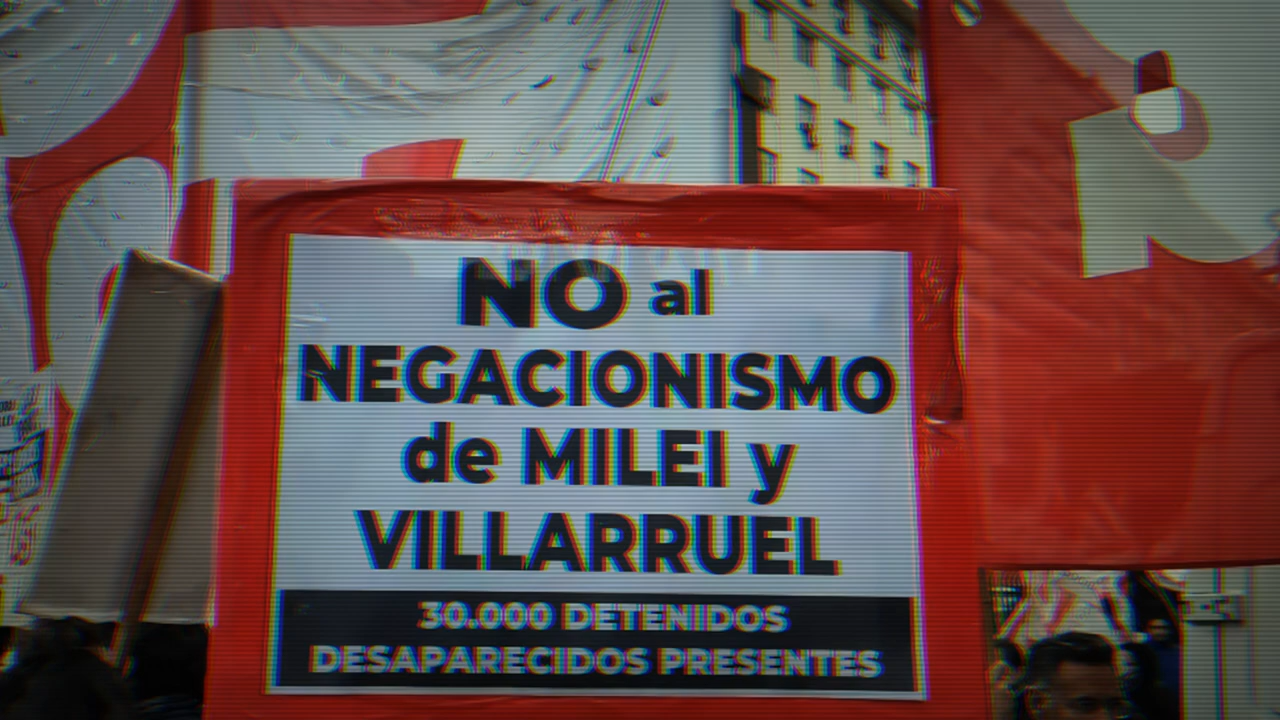 NO al
NEGACIONISMO
de MILEI y
VILLARRUEL
30.000 DETENIDOS
DESAPARECIDOS PRESENTES